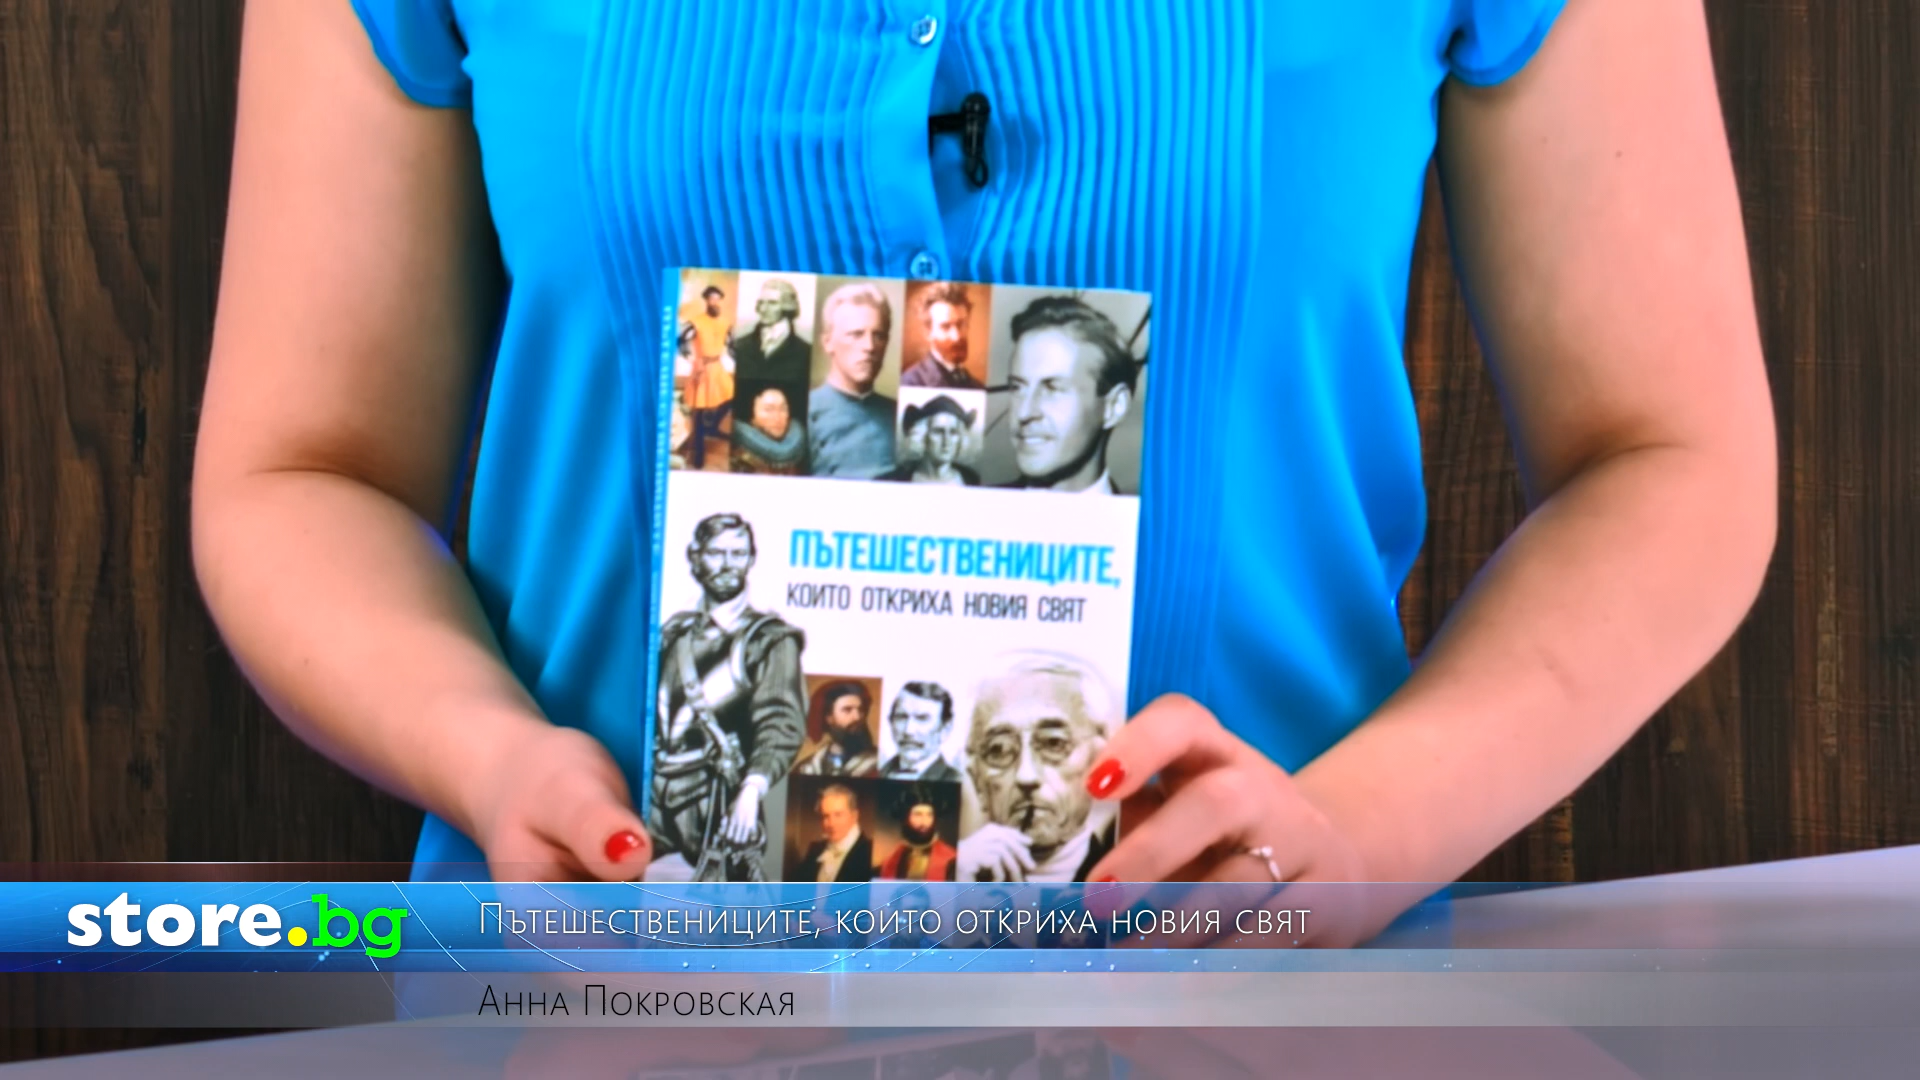 ПЪТЕШЕСТВЕНИЦИТЕ,
КОИТО ОТКРИХА НОВИЯ СВЯТ
store.bg
Пътешествениците, които откриха новия свят
Анна Покровская